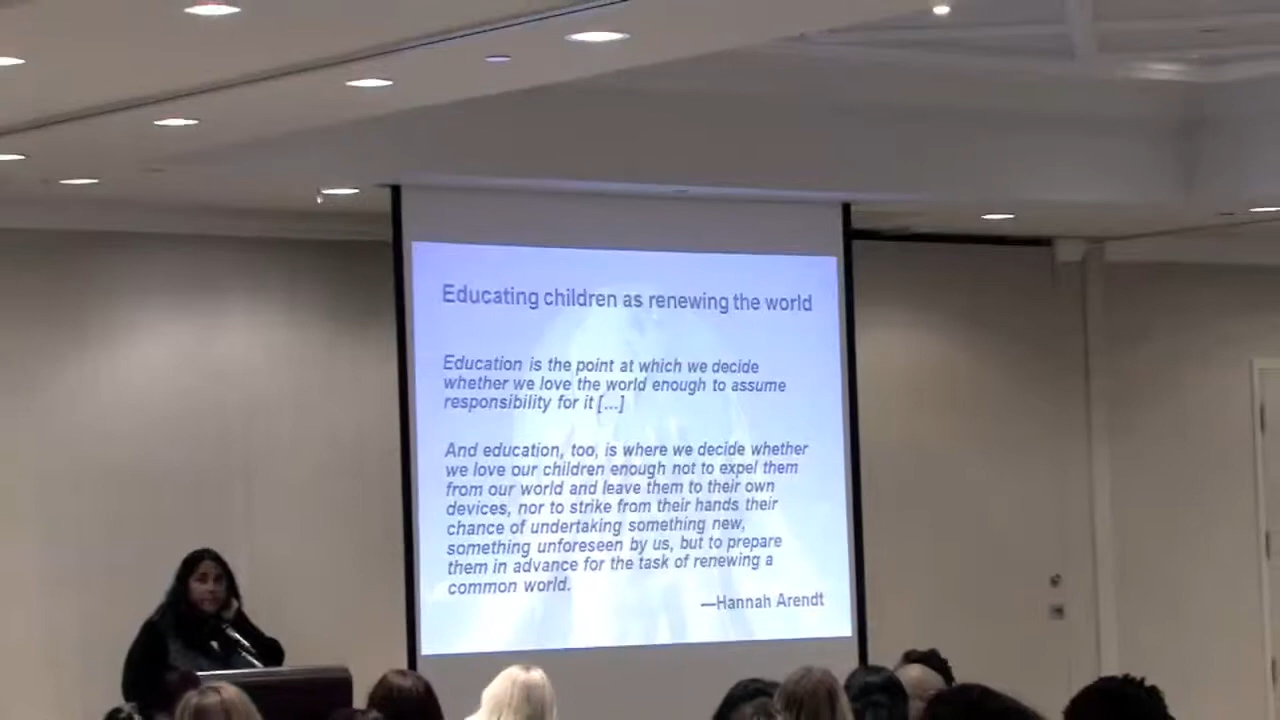 Educating children as renewing the world
Education is the point at which we decide
whether we love the world enough to assume
responsibility for it [...]
And education, too, is where we decide whether
we love our children enough not to expel them
from our world and leave them to their own
devices, nor to strike from their hands their
chance of undertaking something new,
something unforeseen by us, but to prepare
them in advance for the task of renewing a
common world.
—Hannah Arendt